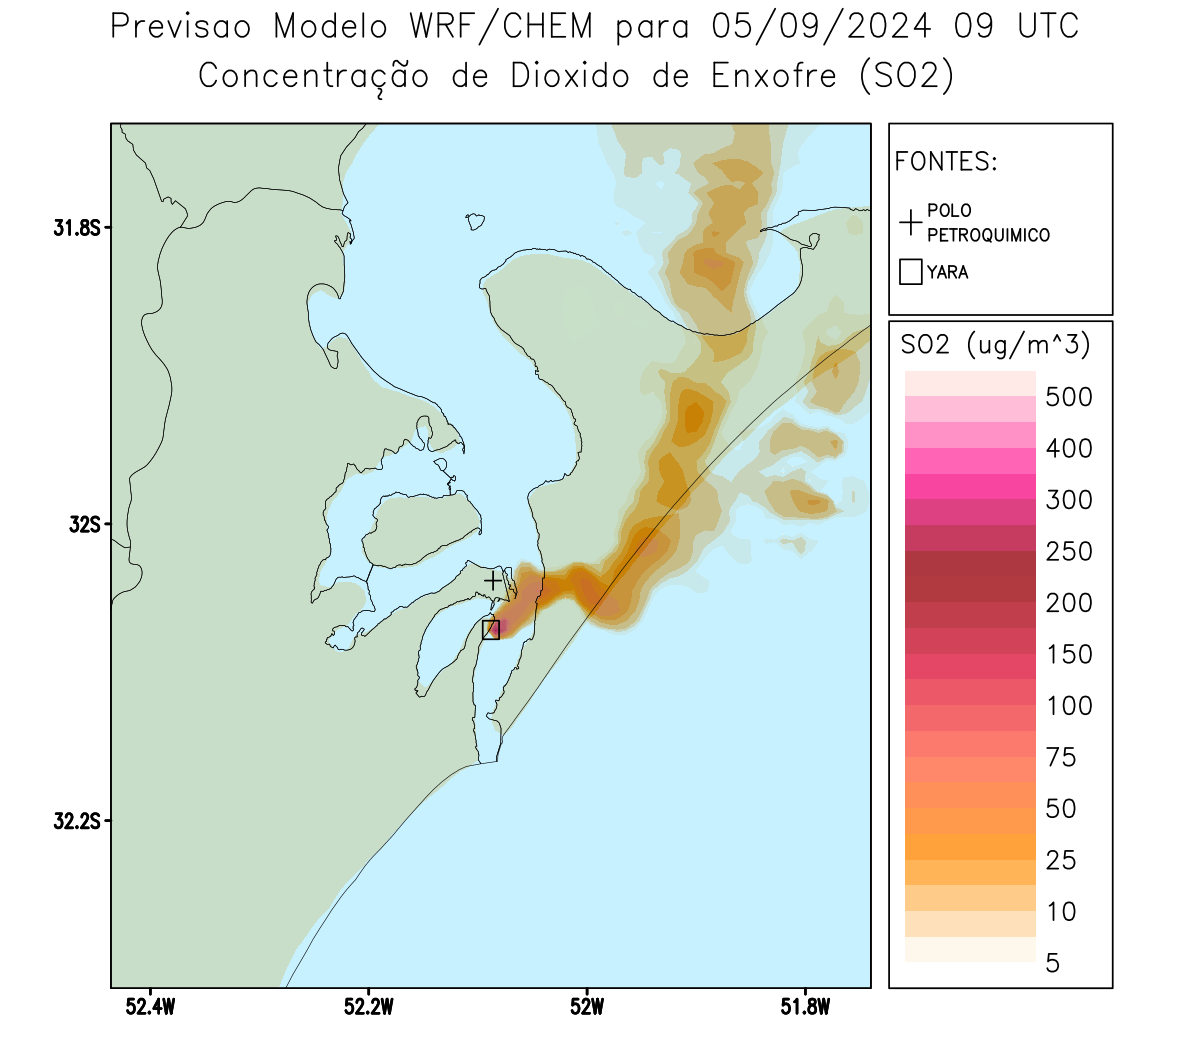 Previsao Modelo WRF/CHEM para 05/09/2024 09 UTC
Concentração de Dioxido de Enxofre (SO2)
FONTES:
POLO
PETROQUIMICO
YARA
SO2 (ug/m^3)
500
400
300
250
200
150
100
75
50
25
10
5
31.8S
32S
32.2S
52.4W
52.2W
52W
51.8W